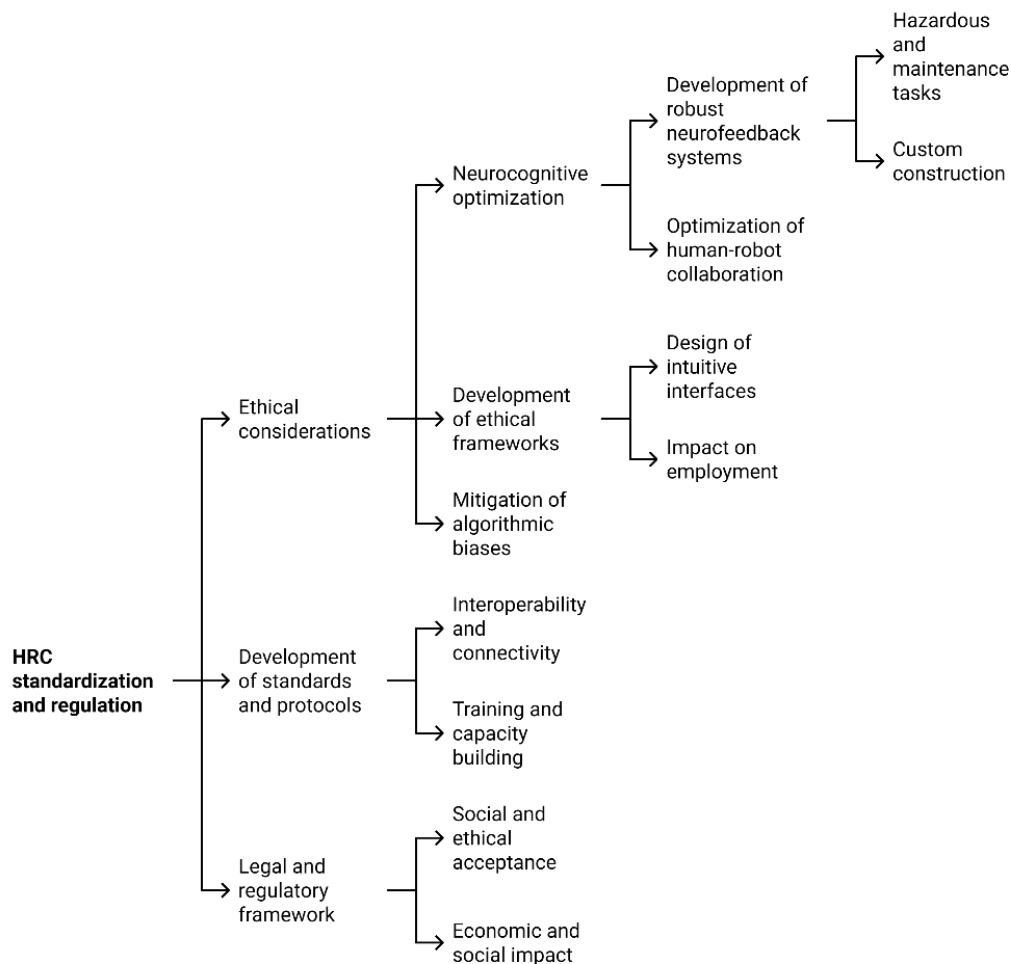 HRC
standardization
and regulation
Ethical
considerations
Neurocognitive
optimization
Development of
robust
neurofeedback
systems
Hazardous
and
maintenance
tasks
Custom
construction
Optimization of
human-robot
collaboration
Development
of ethical
frameworks
Design of
intuitive
interfaces
Impact on
employment
Mitigation of
algorithmic
biases
Development
of standards
and protocols
Interoperability
and
connectivity
Training and
capacity
building
Legal and
regulatory
framework
Social and
ethical
acceptance
Economic and
social impact